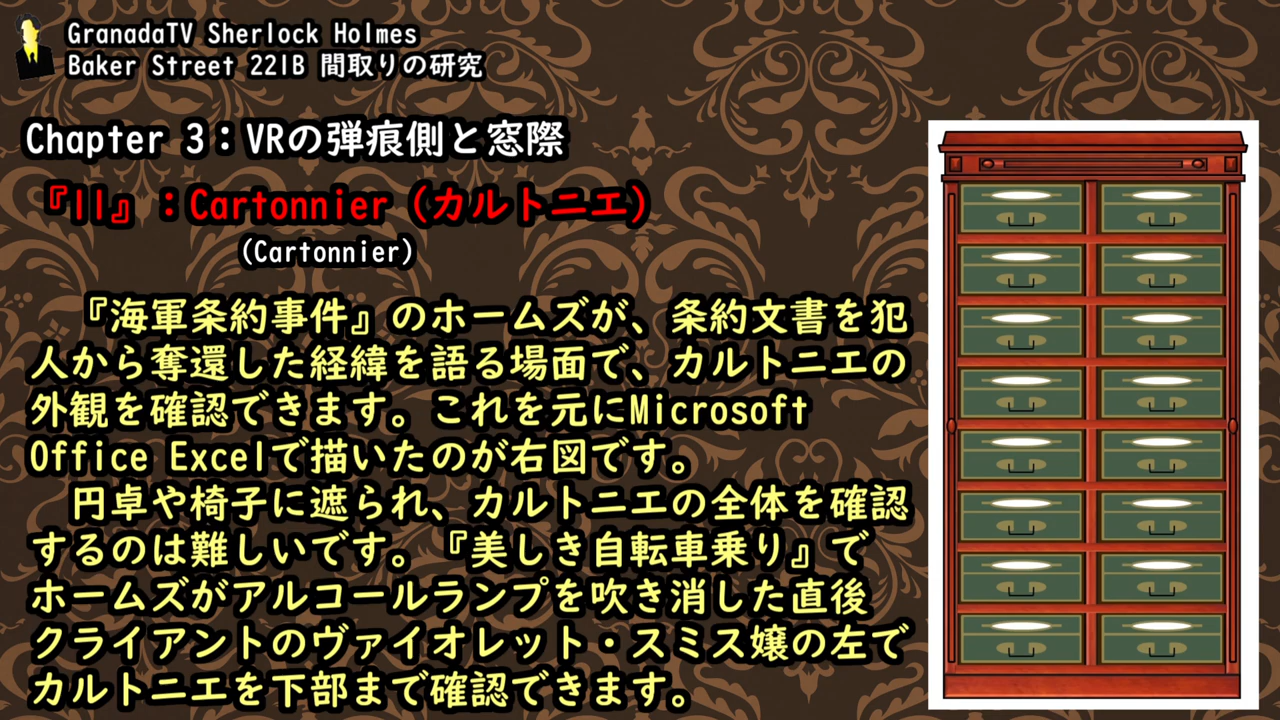 GranadaTV Sherlock Holmes
Baker Street 221B 間取りの研究
Chapter 3：VRの弾痕側と窓際
『11』：Cartonnier（カルトニエ）
(Cartonnier)
『海軍条約事件』のホームズが、条約文書を犯
人から奪還した経緯を語る場面で、カルトニエの
外観を確認できます。これを元にMicrosoft
Office Excelで描いたのが右図です。
円卓や椅子に遮られ、カルトニエの全体を確認
するのは難しいです。『美しき自転車乗り』で
ホームズがアルコールランプを吹き消した直後
クライアントのヴァイオレット・スミス嬢の左で
カルトニエを下部まで確認できます。